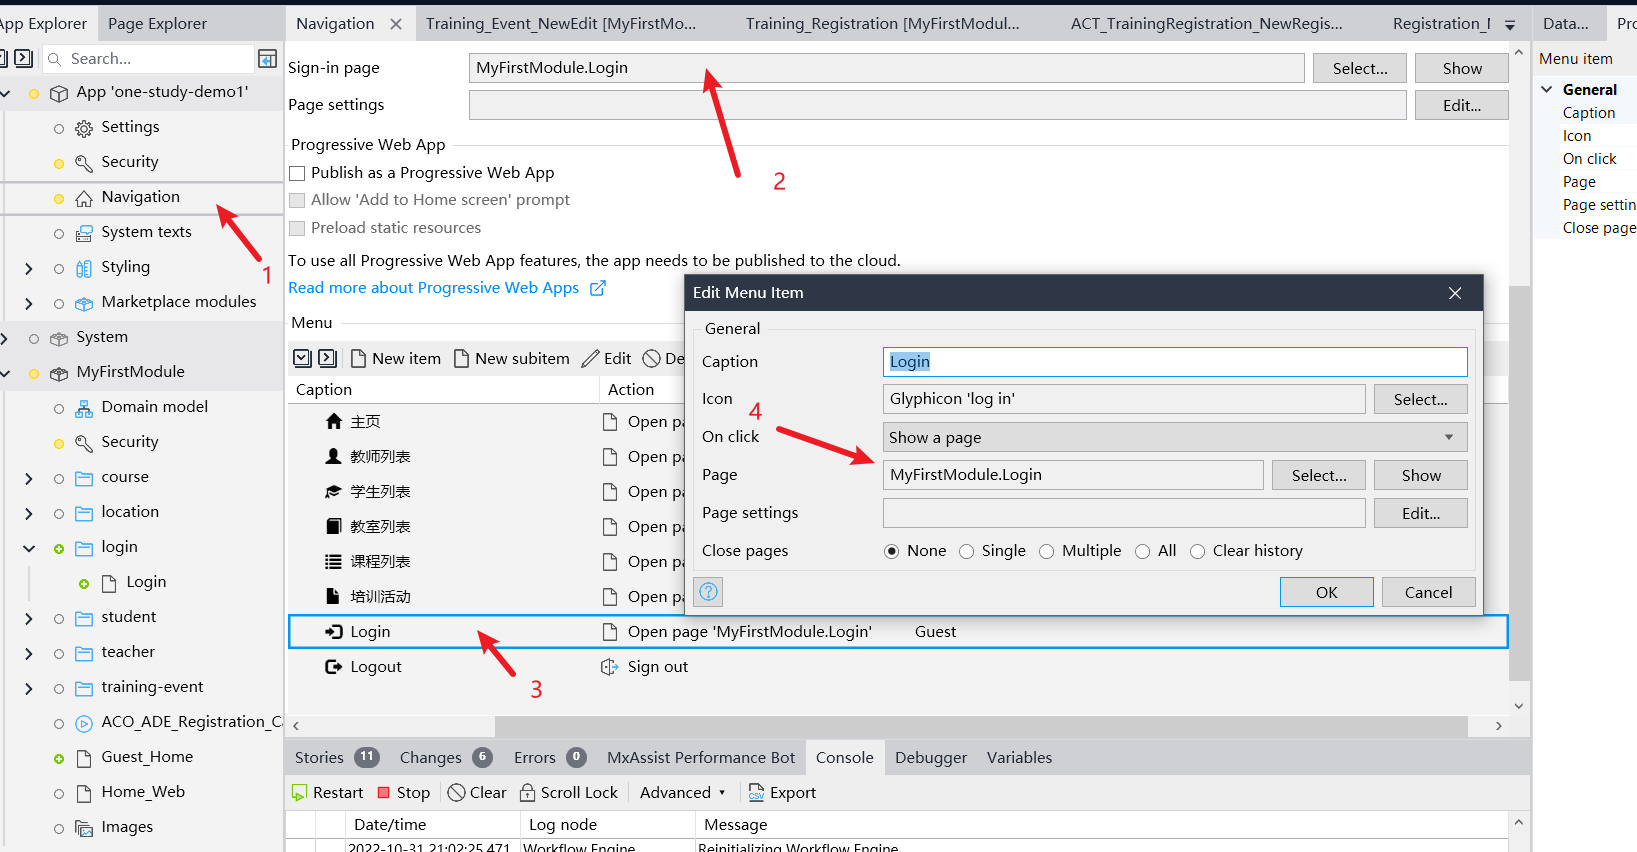 App Explorer
Page Explorer
Navigation
Training_Event_NewEdit [MyFirstMo...
Training_Registration [MyFirstModul...
ACT_TrainingRegistration_NewRegis...
Registration_
Data...
Pro
Search...
App 'one-study-demo1'
Settings
Security
Navigation
System texts
Styling
Marketplace modules
System
MyFirstModule
Domain model
Security
course
location
login
Login
student
teacher
training-event
ACO_ADE_Registration_Ca
Guest_Home
Home_Web
Images
1
Sign-in page
MyFirstModule.Login
Select...
Show
Page settings
Edit...
2
Progressive Web App
Publish as a Progressive Web App
Allow 'Add to Home screen' prompt
Preload static resources
To use all Progressive Web App features, the app needs to be published to the cloud.
Read more about Progressive Web Apps
Menu
New item
New subitem
Edit
De
Caption
Action
主页
Open pa
教师列表
Open pa
学生列表
Open pa
教室列表
Open pa
课程列表
Open pa
培训活动
Open pa
Login
Open page 'MyFirstModule.Login'
Guest
Logout
Sign out
3
Edit Menu Item
General
Caption
Login
Icon
Glyphicon 'log in'
Select...
4
On click
Show a page
Page
MyFirstModule.Login
Select...
Show
Page settings
Edit...
Close pages
None
Single
Multiple
All
Clear history
OK
Cancel
Menu item
General
Caption
Icon
On click
Page
Page settin
Close page
Stories 11
Changes 6
Errors 0
MxAssist Performance Bot
Console
Debugger
Variables
Restart
Stop
Clear
Scroll Lock
Advanced
Export
Date/time
Log node
Message
2022-10-31 21:02:25.471
Workflow Engine
Reinitializing Workflow Engine